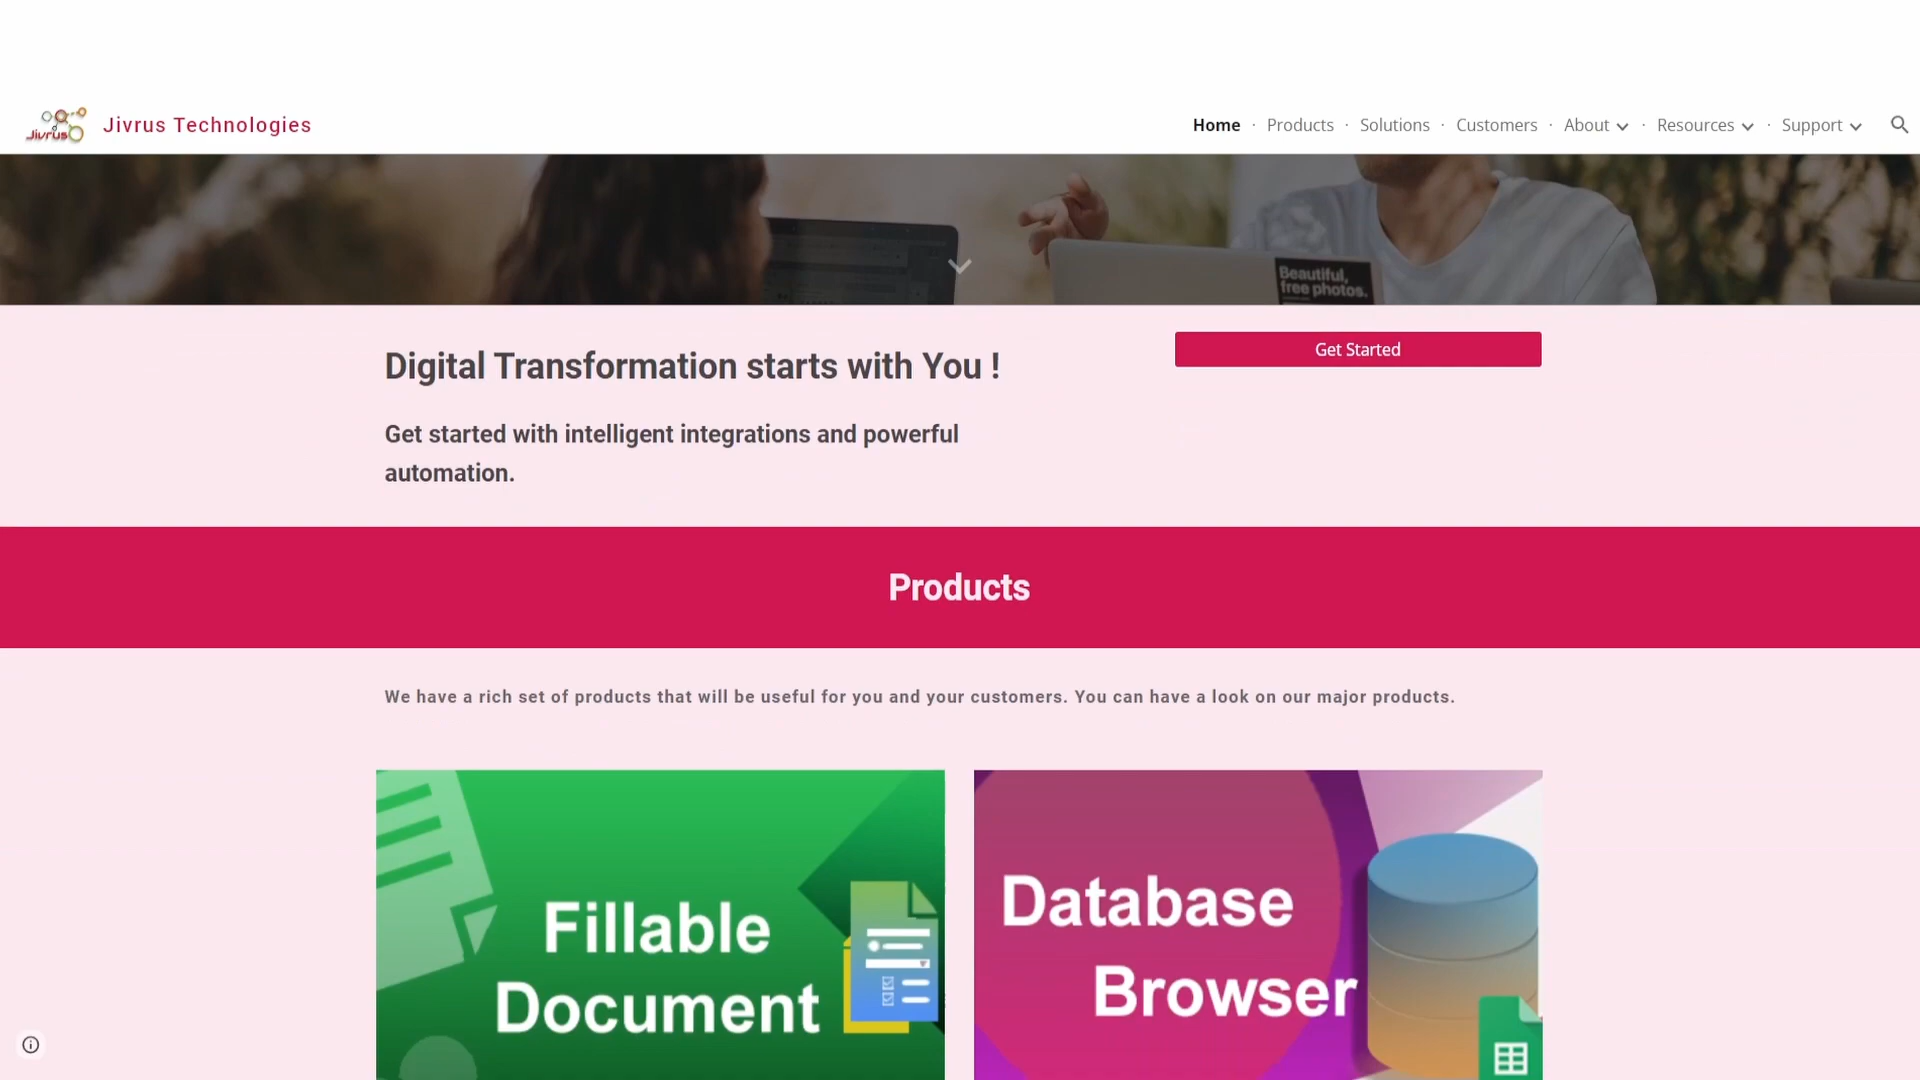 Jivrus
Jivrus Technologies
Home · Products · Solutions · Customers · About · Resources · Support
Beautiful,
free photos.
Digital Transformation starts with You !
Get Started
Get started with intelligent integrations and powerful
automation.
Products
We have a rich set of products that will be useful for you and your customers. You can have a look on our major products.
Fillable
Document
Database
Browser